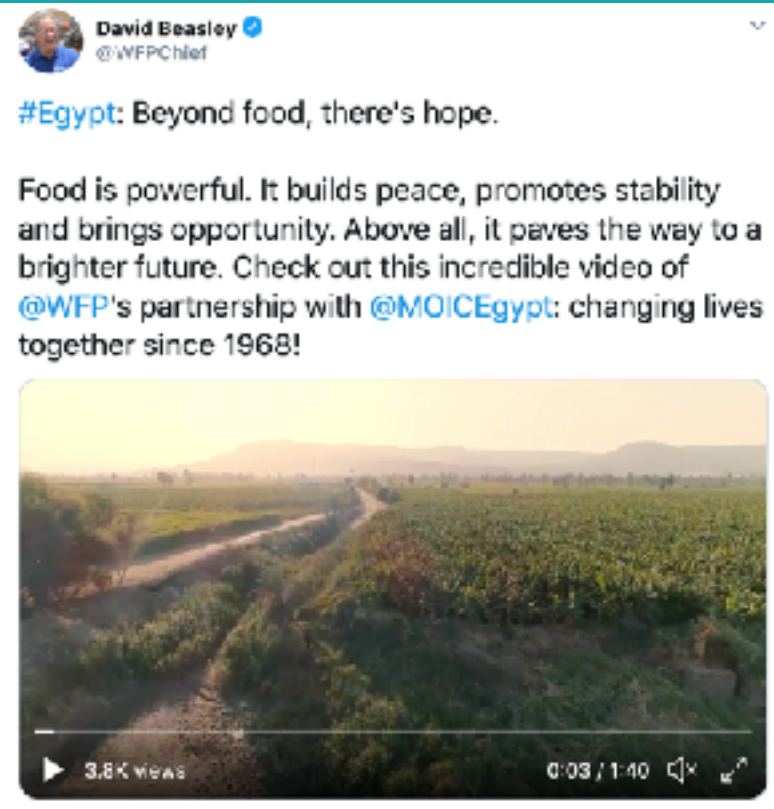 David Beasley
@WFPChief
#Egypt: Beyond food, there's hope.
Food is powerful. It builds peace, promotes stability
and brings opportunity. Above all, it paves the way to a
brighter future. Check out this incredible video of
@WFP's partnership with @MOICEgypt: changing lives
together since 1968!
3.8K views
0:03 / 1:40